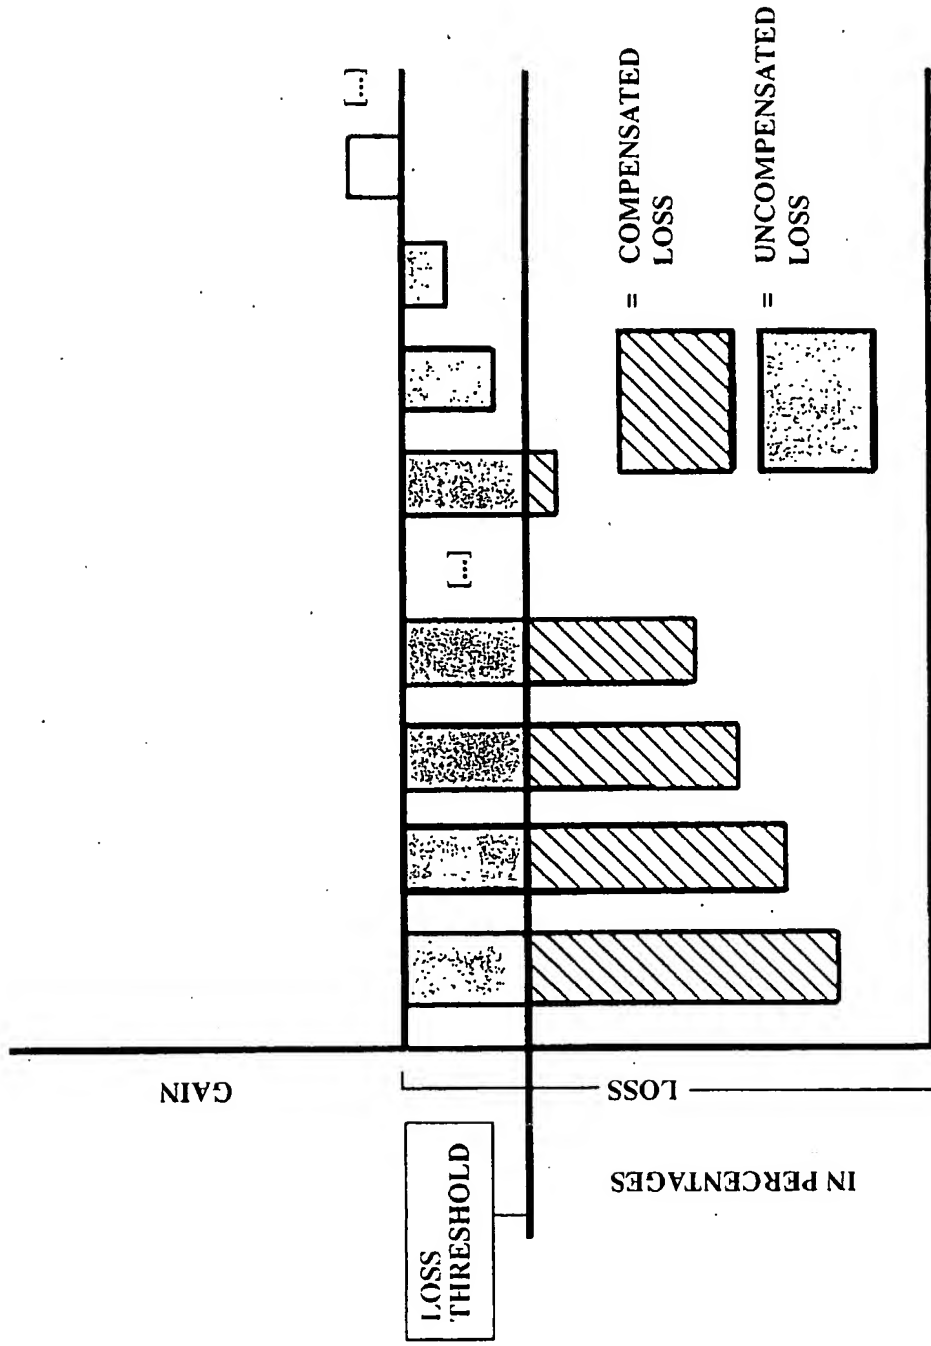 GAIN
LOSS
IN PERCENTAGES
LOSS
THRESHOLD
[...]
[...]
= COMPENSATED
LOSS
= UNCOMPENSATED
LOSS